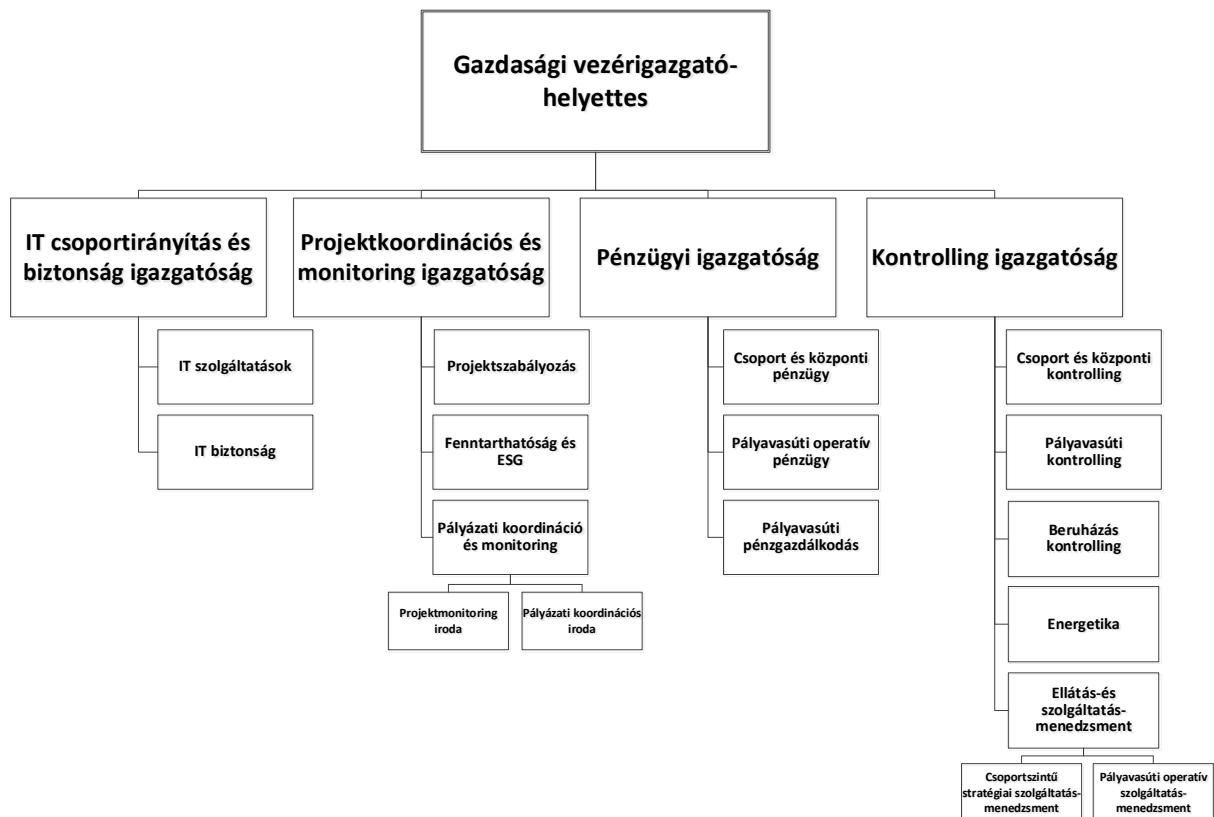 Gazdasági vezérigazgató-
helyettes
IT csoportirányítás és
biztonság igazgatóság
Projektkoordinációs és
monitoring igazgatóság
Pénzügyi igazgatóság
Kontrolling igazgatóság
IT szolgáltatások
IT biztonság
Projektszabályozás
Fenntarthatóság és
ESG
Pályázati koordináció
és monitoring
Projektmonitoring
iroda
Pályázati koordinációs
iroda
Csoport és központi
pénzügy
Pályavasúti operatív
pénzügy
Pályavasúti
pénzgazdálkodás
Csoport és központi
kontrolling
Pályavasúti
kontrolling
Beruházás
kontrolling
Energetika
Ellátás-és
szolgáltatás-
menedzsment
Csoportszintű
stratégiai szolgáltatás-
menedzsment
Pályavasúti operatív
szolgáltatás-
menedzsment